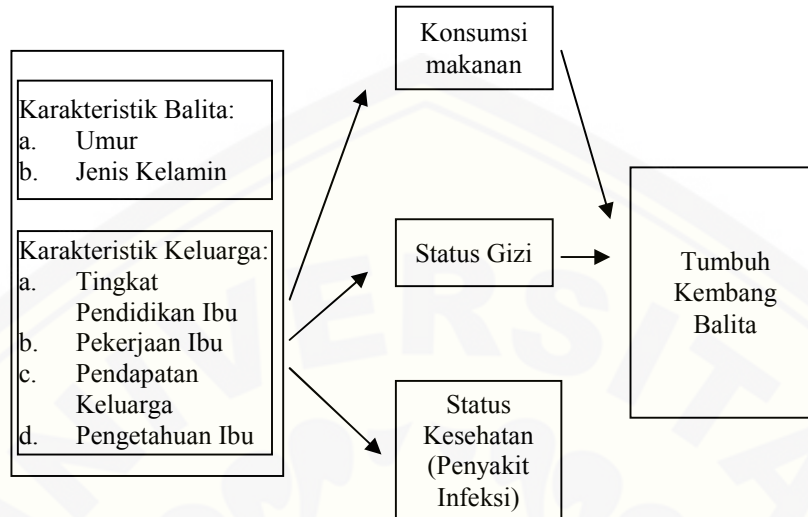 Karakteristik Balita:
a. Umur
b. Jenis Kelamin
Karakteristik Keluarga:
a. Tingkat
Pendidikan Ibu
b. Pekerjaan Ibu
c. Pendapatan
Keluarga
d. Pengetahuan Ibu
Konsumsi
makanan
Status Gizi
Status
Kesehatan
(Penyakit
Infeksi)
Tumbuh
Kembang
Balita